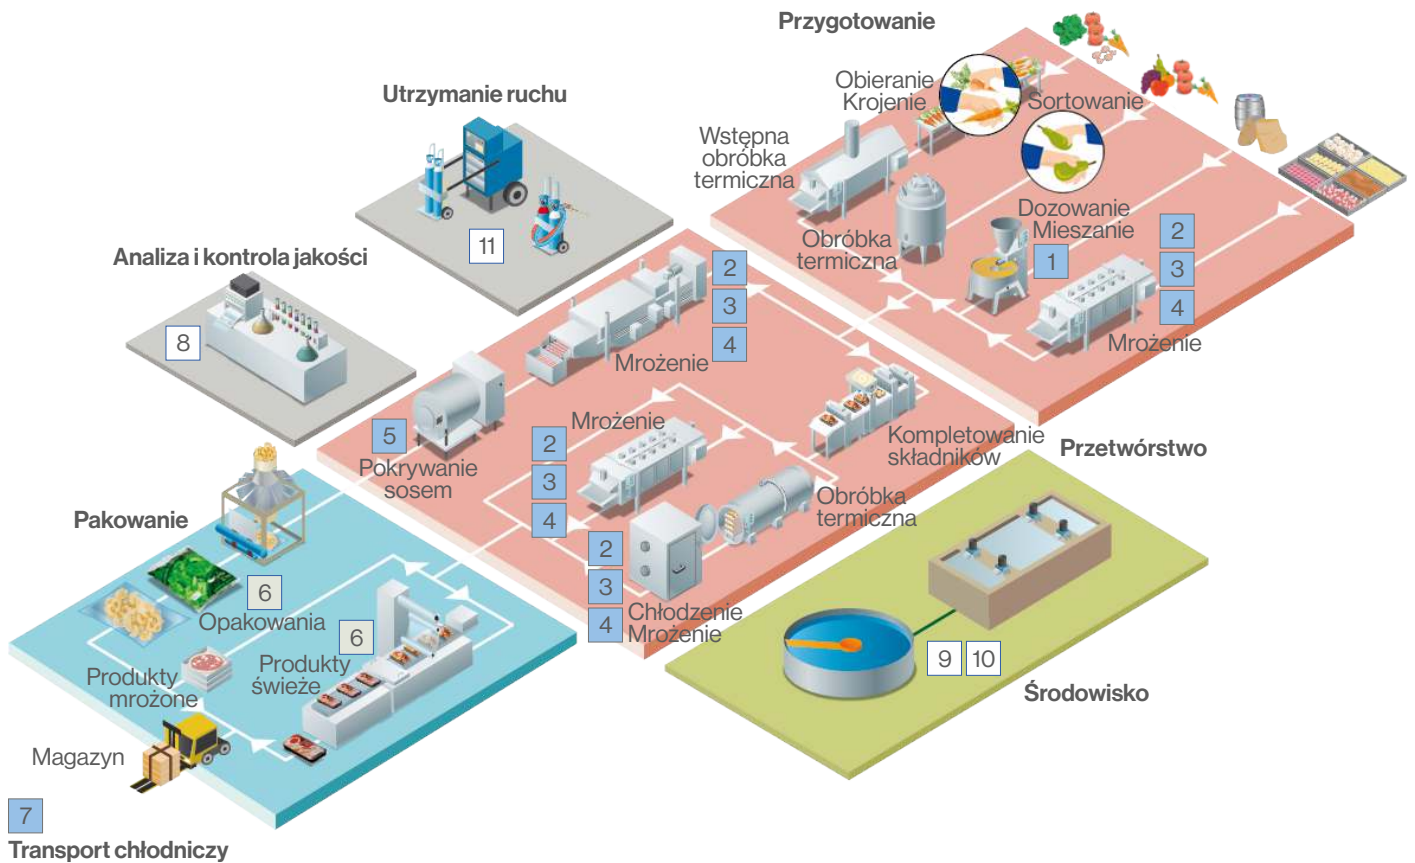 Przygotowanie
Obieranie
Krojenie
Sortowanie
Wstępna
obróbka
termiczna
Obróbka
termiczna
Dozowanie
Mieszanie
1
2
3
4
Mrożenie
Utrzymanie ruchu
11
Analiza i kontrola jakości
8
2
3
4
Mrożenie
5
Pokrywanie
sosem
Mrożenie
2
3
4
Kompletowanie
składników
Obróbka
termiczna
2
3
4
Chłodzenie
Mrożenie
Przetwórstwo
Pakowanie
6
Opakowania
6
Produkty
świeże
Produkty
mrożone
Magazyn
9
10
Środowisko
7
Transport chłodniczy